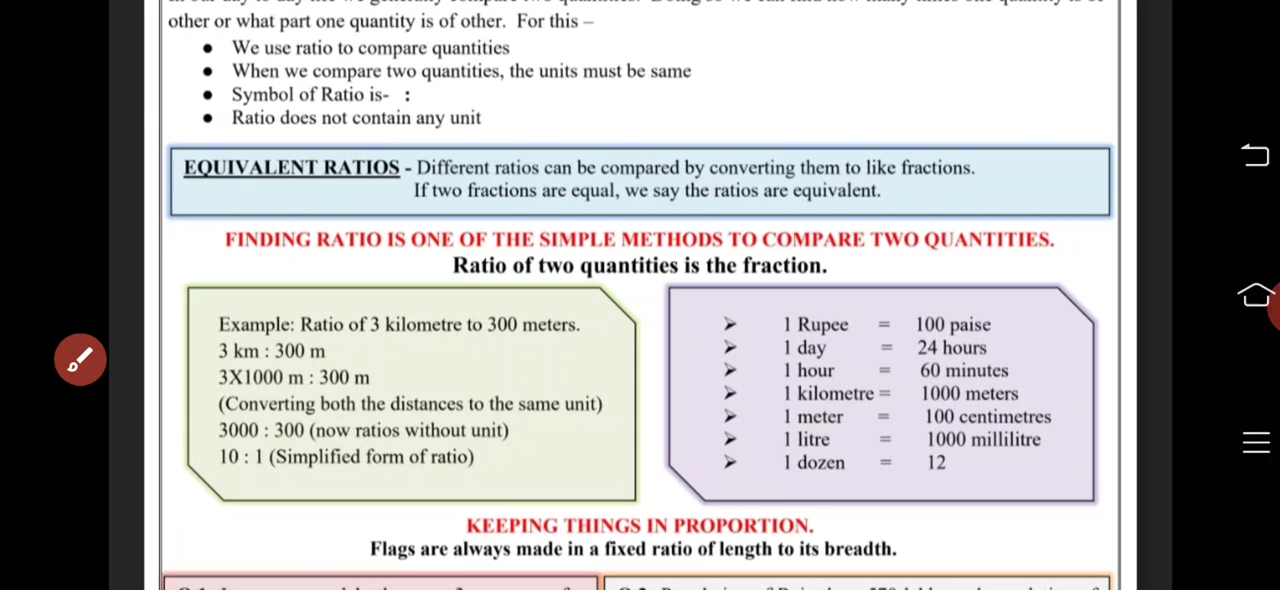 other or what part one quantity is of other. For this –
● We use ratio to compare quantities
● When we compare two quantities, the units must be same
● Symbol of Ratio is- :
● Ratio does not contain any unit
EQUIVALENT RATIOS - Different ratios can be compared by converting them to like fractions.
If two fractions are equal, we say the ratios are equivalent.
FINDING RATIO IS ONE OF THE SIMPLE METHODS TO COMPARE TWO QUANTITIES.
Ratio of two quantities is the fraction.
Example: Ratio of 3 kilometre to 300 meters.
3 km : 300 m
3X1000 m : 300 m
(Converting both the distances to the same unit)
3000 : 300 (now ratios without unit)
10 : 1 (Simplified form of ratio)
➢ 1 Rupee = 100 paise
➢ 1 day = 24 hours
➢ 1 hour = 60 minutes
➢ 1 kilometre = 1000 meters
➢ 1 meter = 100 centimetres
➢ 1 litre = 1000 millilitre
➢ 1 dozen = 12
KEEPING THINGS IN PROPORTION.
Flags are always made in a fixed ratio of length to its breadth.